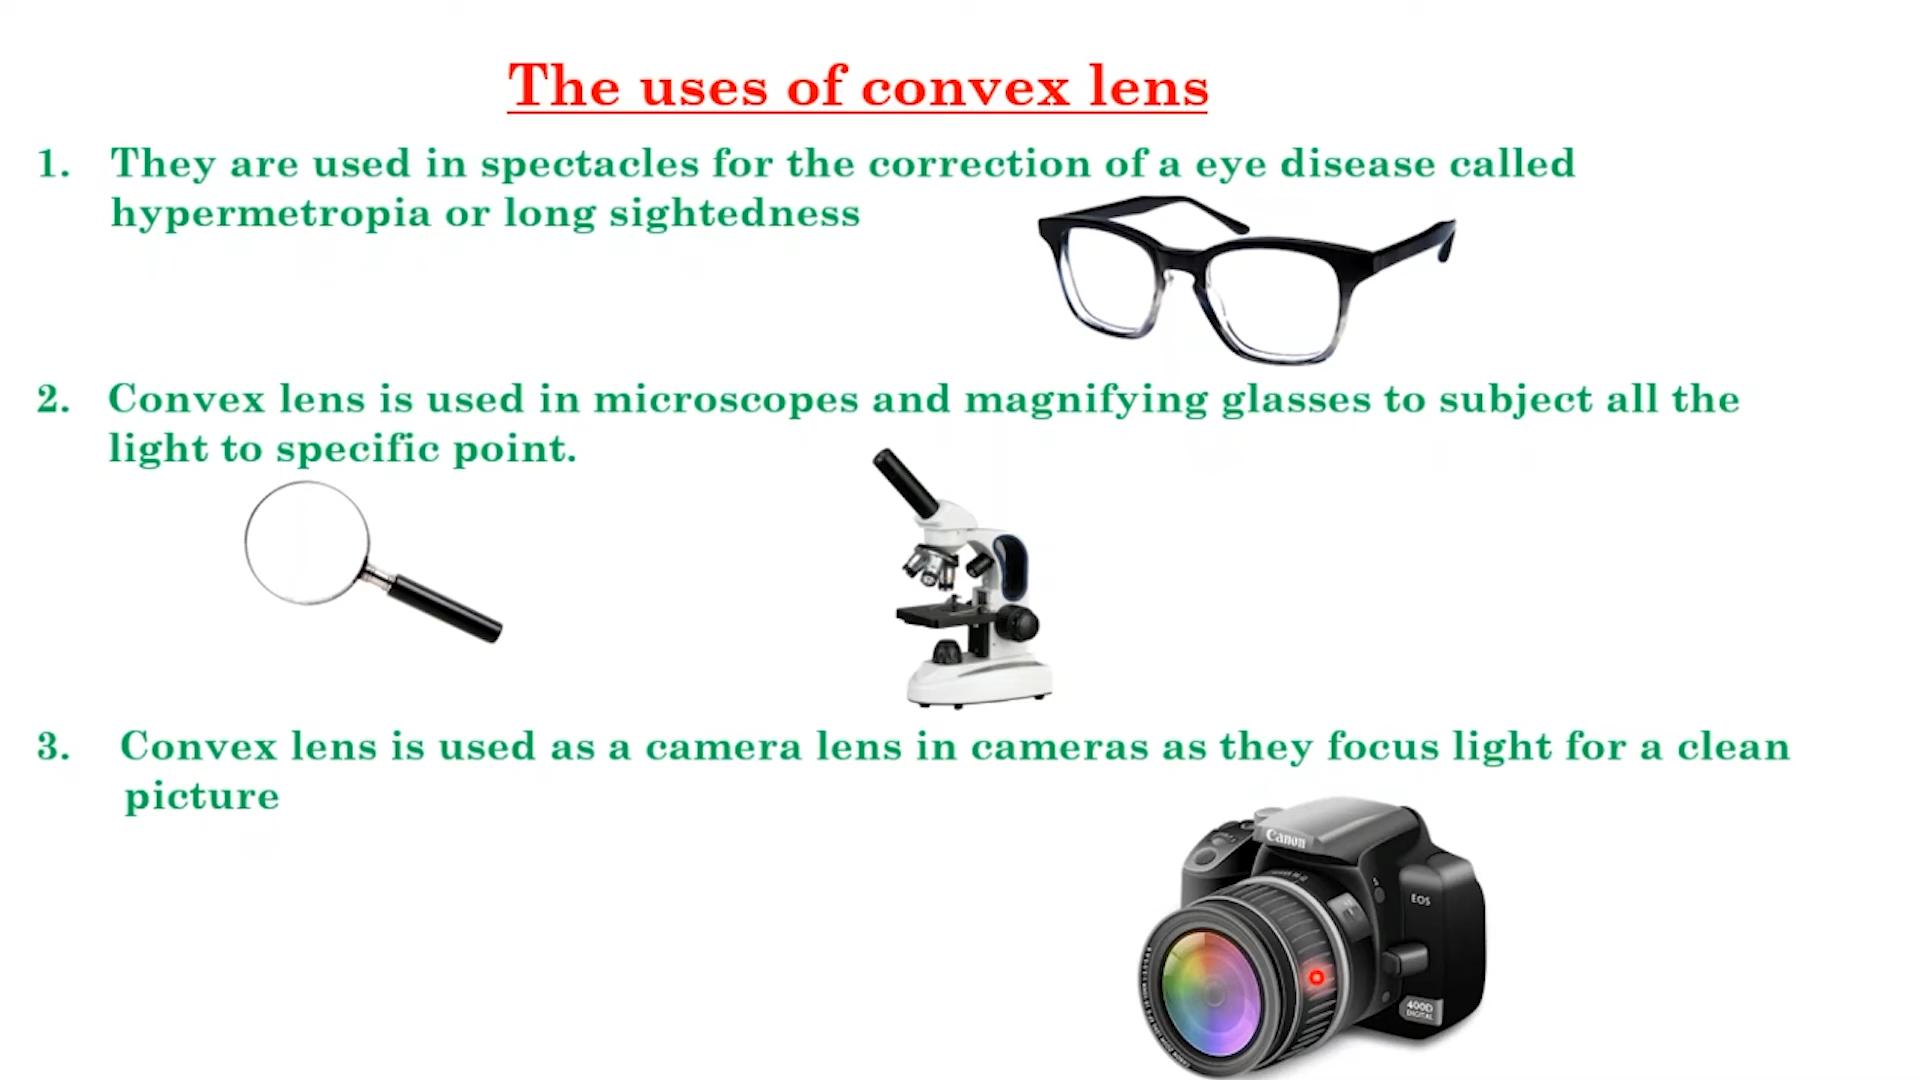 The uses of convex lens
1. They are used in spectacles for the correction of a eye disease called
hypermetropia or long sightedness
2. Convex lens is used in microscopes and magnifying glasses to subject all the
light to specific point.
3. Convex lens is used as a camera lens in cameras as they focus light for a clean
picture
Canon
EOS
400D
DIGITAL